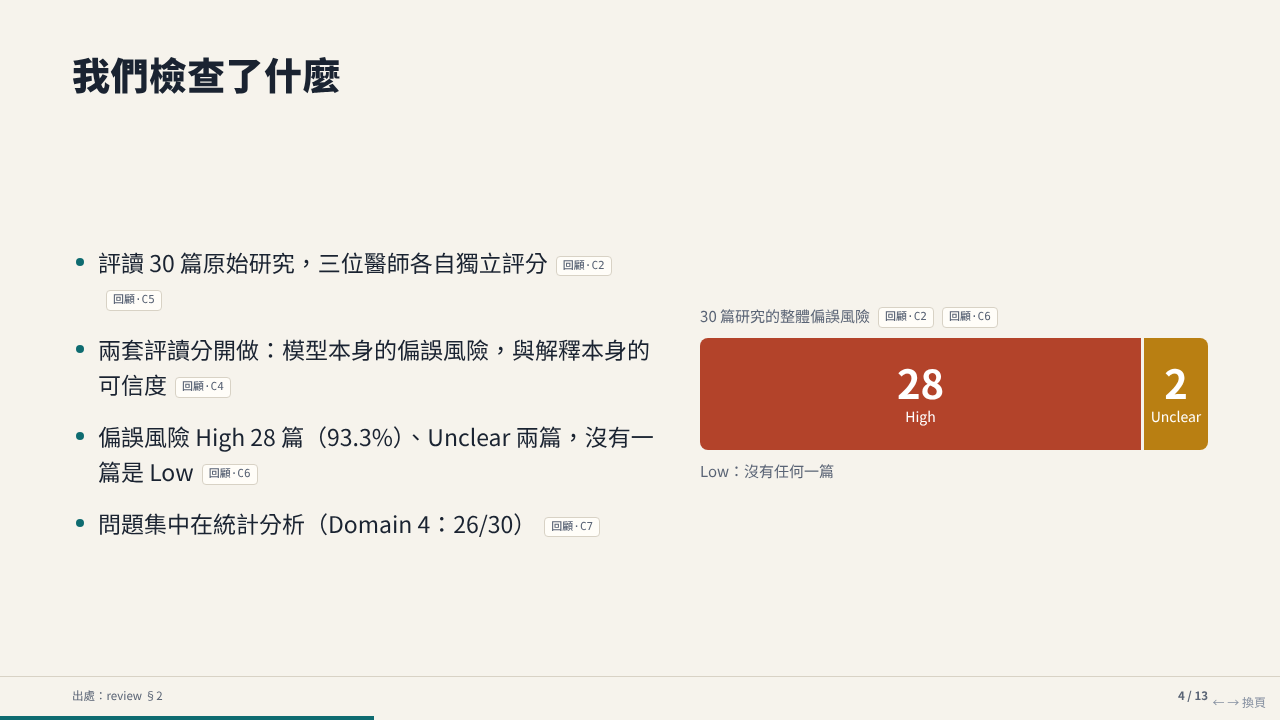 我們檢查了什麼
評讀 30 篇原始研究，三位醫師各自獨立評分 回顧·C2
回顧·C5
兩套評讀分開做：模型本身的偏誤風險，與解釋本身的
可信度 回顧·C4
偏誤風險 High 28 篇（93.3%）、Unclear 兩篇，沒有一
篇是 Low 回顧·C6
問題集中在統計分析（Domain 4：26/30） 回顧·C7
30 篇研究的整體偏誤風險 回顧·C2 回顧·C6
28
High
2
Unclear
Low：沒有任何一篇
出處：review §2
4 / 13
← → 換頁